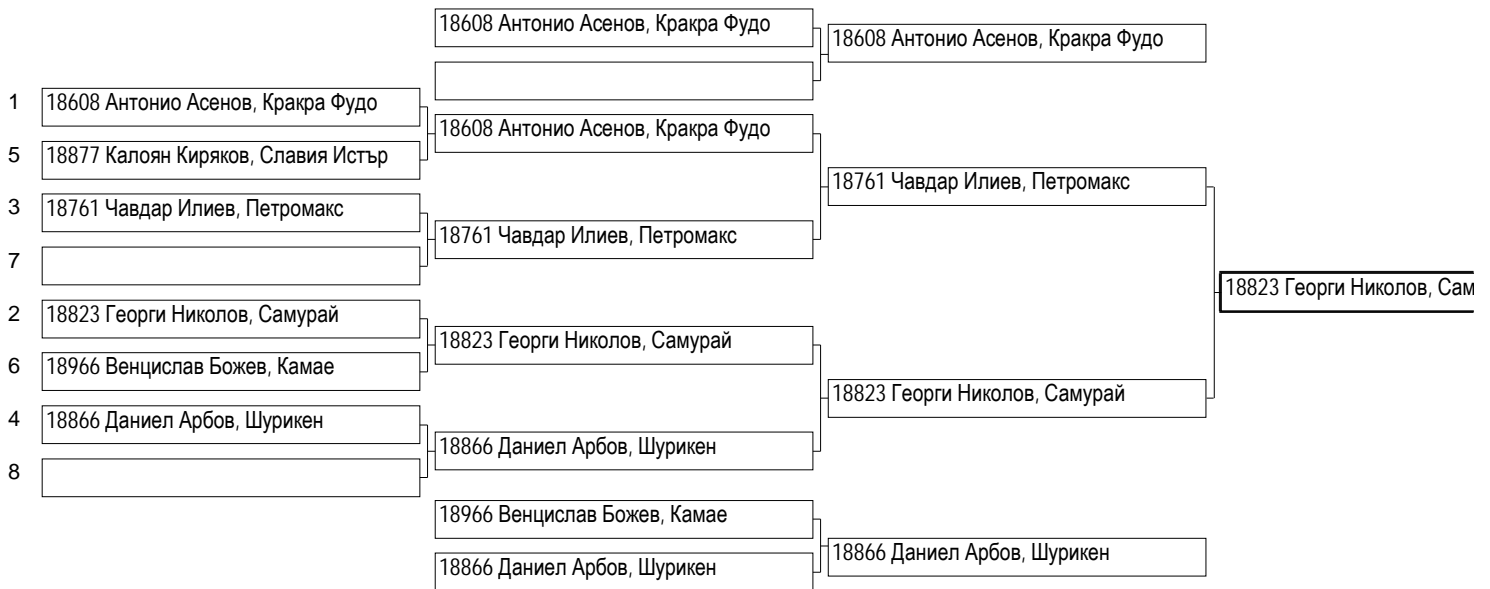 18608 Антонио Асенов, Кракра Фудо
18608 Антонио Асенов, Кракра Фудо
1 18608 Антонио Асенов, Кракра Фудо
18608 Антонио Асенов, Кракра Фудо
5 18877 Калоян Киряков, Славия Истър
18761 Чавдар Илиев, Петромакс
3 18761 Чавдар Илиев, Петромакс
18761 Чавдар Илиев, Петромакс
7
18823 Георги Николов, Сам
2 18823 Георги Николов, Самурай
18823 Георги Николов, Самурай
6 18966 Венцислав Божев, Камае
18823 Георги Николов, Самурай
4 18866 Даниел Арбов, Шурикен
18866 Даниел Арбов, Шурикен
8
18966 Венцислав Божев, Камае
18866 Даниел Арбов, Шурикен
18866 Даниел Арбов, Шурикен